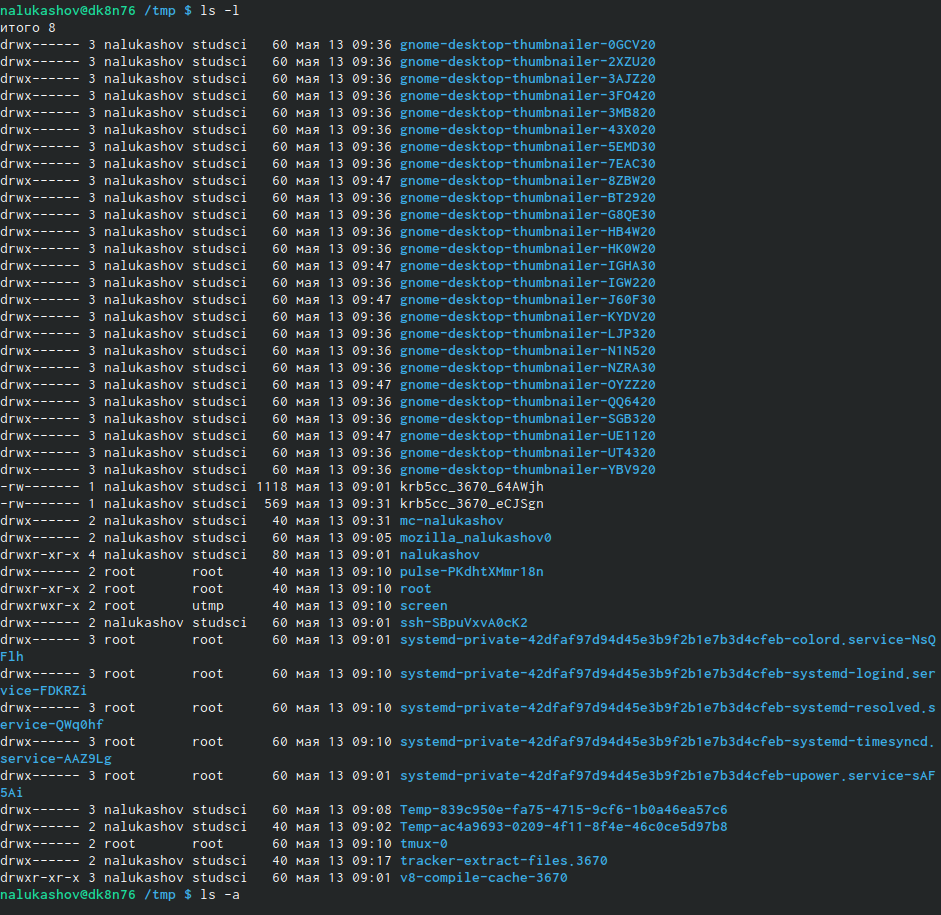 nalukashov@dk8n76 /tmp $ ls -l
итого 8
drwx------ 3 nalukashov studsci   60 мая 13 09:36 gnome-desktop-thumbnailer-0GCV20
drwx------ 3 nalukashov studsci   60 мая 13 09:36 gnome-desktop-thumbnailer-2XZU20
drwx------ 3 nalukashov studsci   60 мая 13 09:36 gnome-desktop-thumbnailer-3AJZ20
drwx------ 3 nalukashov studsci   60 мая 13 09:36 gnome-desktop-thumbnailer-3FO420
drwx------ 3 nalukashov studsci   60 мая 13 09:36 gnome-desktop-thumbnailer-3MB820
drwx------ 3 nalukashov studsci   60 мая 13 09:36 gnome-desktop-thumbnailer-43X020
drwx------ 3 nalukashov studsci   60 мая 13 09:36 gnome-desktop-thumbnailer-5EMD30
drwx------ 3 nalukashov studsci   60 мая 13 09:36 gnome-desktop-thumbnailer-7EAC30
drwx------ 3 nalukashov studsci   60 мая 13 09:47 gnome-desktop-thumbnailer-8ZBW20
drwx------ 3 nalukashov studsci   60 мая 13 09:36 gnome-desktop-thumbnailer-BT2920
drwx------ 3 nalukashov studsci   60 мая 13 09:36 gnome-desktop-thumbnailer-G8QE30
drwx------ 3 nalukashov studsci   60 мая 13 09:36 gnome-desktop-thumbnailer-HB4W20
drwx------ 3 nalukashov studsci   60 мая 13 09:36 gnome-desktop-thumbnailer-HK0W20
drwx------ 3 nalukashov studsci   60 мая 13 09:47 gnome-desktop-thumbnailer-IGHA30
drwx------ 3 nalukashov studsci   60 мая 13 09:36 gnome-desktop-thumbnailer-IGW220
drwx------ 3 nalukashov studsci   60 мая 13 09:47 gnome-desktop-thumbnailer-J60F30
drwx------ 3 nalukashov studsci   60 мая 13 09:36 gnome-desktop-thumbnailer-KYDV20
drwx------ 3 nalukashov studsci   60 мая 13 09:36 gnome-desktop-thumbnailer-LJP320
drwx------ 3 nalukashov studsci   60 мая 13 09:36 gnome-desktop-thumbnailer-N1N520
drwx------ 3 nalukashov studsci   60 мая 13 09:36 gnome-desktop-thumbnailer-NZRA30
drwx------ 3 nalukashov studsci   60 мая 13 09:47 gnome-desktop-thumbnailer-OYZZ20
drwx------ 3 nalukashov studsci   60 мая 13 09:36 gnome-desktop-thumbnailer-QQ6420
drwx------ 3 nalukashov studsci   60 мая 13 09:36 gnome-desktop-thumbnailer-SGB320
drwx------ 3 nalukashov studsci   60 мая 13 09:47 gnome-desktop-thumbnailer-UE1120
drwx------ 3 nalukashov studsci   60 мая 13 09:36 gnome-desktop-thumbnailer-UT4320
drwx------ 3 nalukashov studsci   60 мая 13 09:36 gnome-desktop-thumbnailer-YBV920
-rw------- 1 nalukashov studsci 1118 мая 13 09:01 krb5cc_3670_64AWjh
-rw------- 1 nalukashov studsci  569 мая 13 09:31 krb5cc_3670_eCJSgn
drwx------ 2 nalukashov studsci   40 мая 13 09:31 mc-nalukashov
drwx------ 2 nalukashov studsci   60 мая 13 09:05 mozilla_nalukashov0
drwxr-xr-x 4 nalukashov studsci   80 мая 13 09:01 nalukashov
drwx------ 2 root       root      40 мая 13 09:10 pulse-PKdhtXMmr18n
drwxr-xr-x 2 root       root      40 мая 13 09:10 root
drwxrwxr-x 2 root       utmp      40 мая 13 09:10 screen
drwx------ 2 nalukashov studsci   60 мая 13 09:01 ssh-SBpuVxvA0cK2
drwx------ 3 root       root      60 мая 13 09:01 systemd-private-42dfaf97d94d45e3b9f2b1e7b3d4cfeb-colord.service-NsQ
Flh
drwx------ 3 root       root      60 мая 13 09:10 systemd-private-42dfaf97d94d45e3b9f2b1e7b3d4cfeb-systemd-logind.ser
vice-FDKRZi
drwx------ 3 root       root      60 мая 13 09:10 systemd-private-42dfaf97d94d45e3b9f2b1e7b3d4cfeb-systemd-resolved.s
ervice-QWq0hf
drwx------ 3 root       root      60 мая 13 09:10 systemd-private-42dfaf97d94d45e3b9f2b1e7b3d4cfeb-systemd-timesyncd.
service-AAZ9Lg
drwx------ 3 root       root      60 мая 13 09:01 systemd-private-42dfaf97d94d45e3b9f2b1e7b3d4cfeb-upower.service-sAF
5Ai
drwx------ 3 nalukashov studsci   60 мая 13 09:08 Temp-839c950e-fa75-4715-9cf6-1b0a46ea57c6
drwx------ 2 nalukashov studsci   40 мая 13 09:02 Temp-ac4a9693-0209-4f11-8f4e-46c0ce5d97b8
drwx------ 2 root       root      60 мая 13 09:10 tmux-0
drwx------ 2 nalukashov studsci   40 мая 13 09:17 tracker-extract-files.3670
drwxr-xr-x 3 nalukashov studsci   60 мая 13 09:01 v8-compile-cache-3670
nalukashov@dk8n76 /tmp $ ls -a